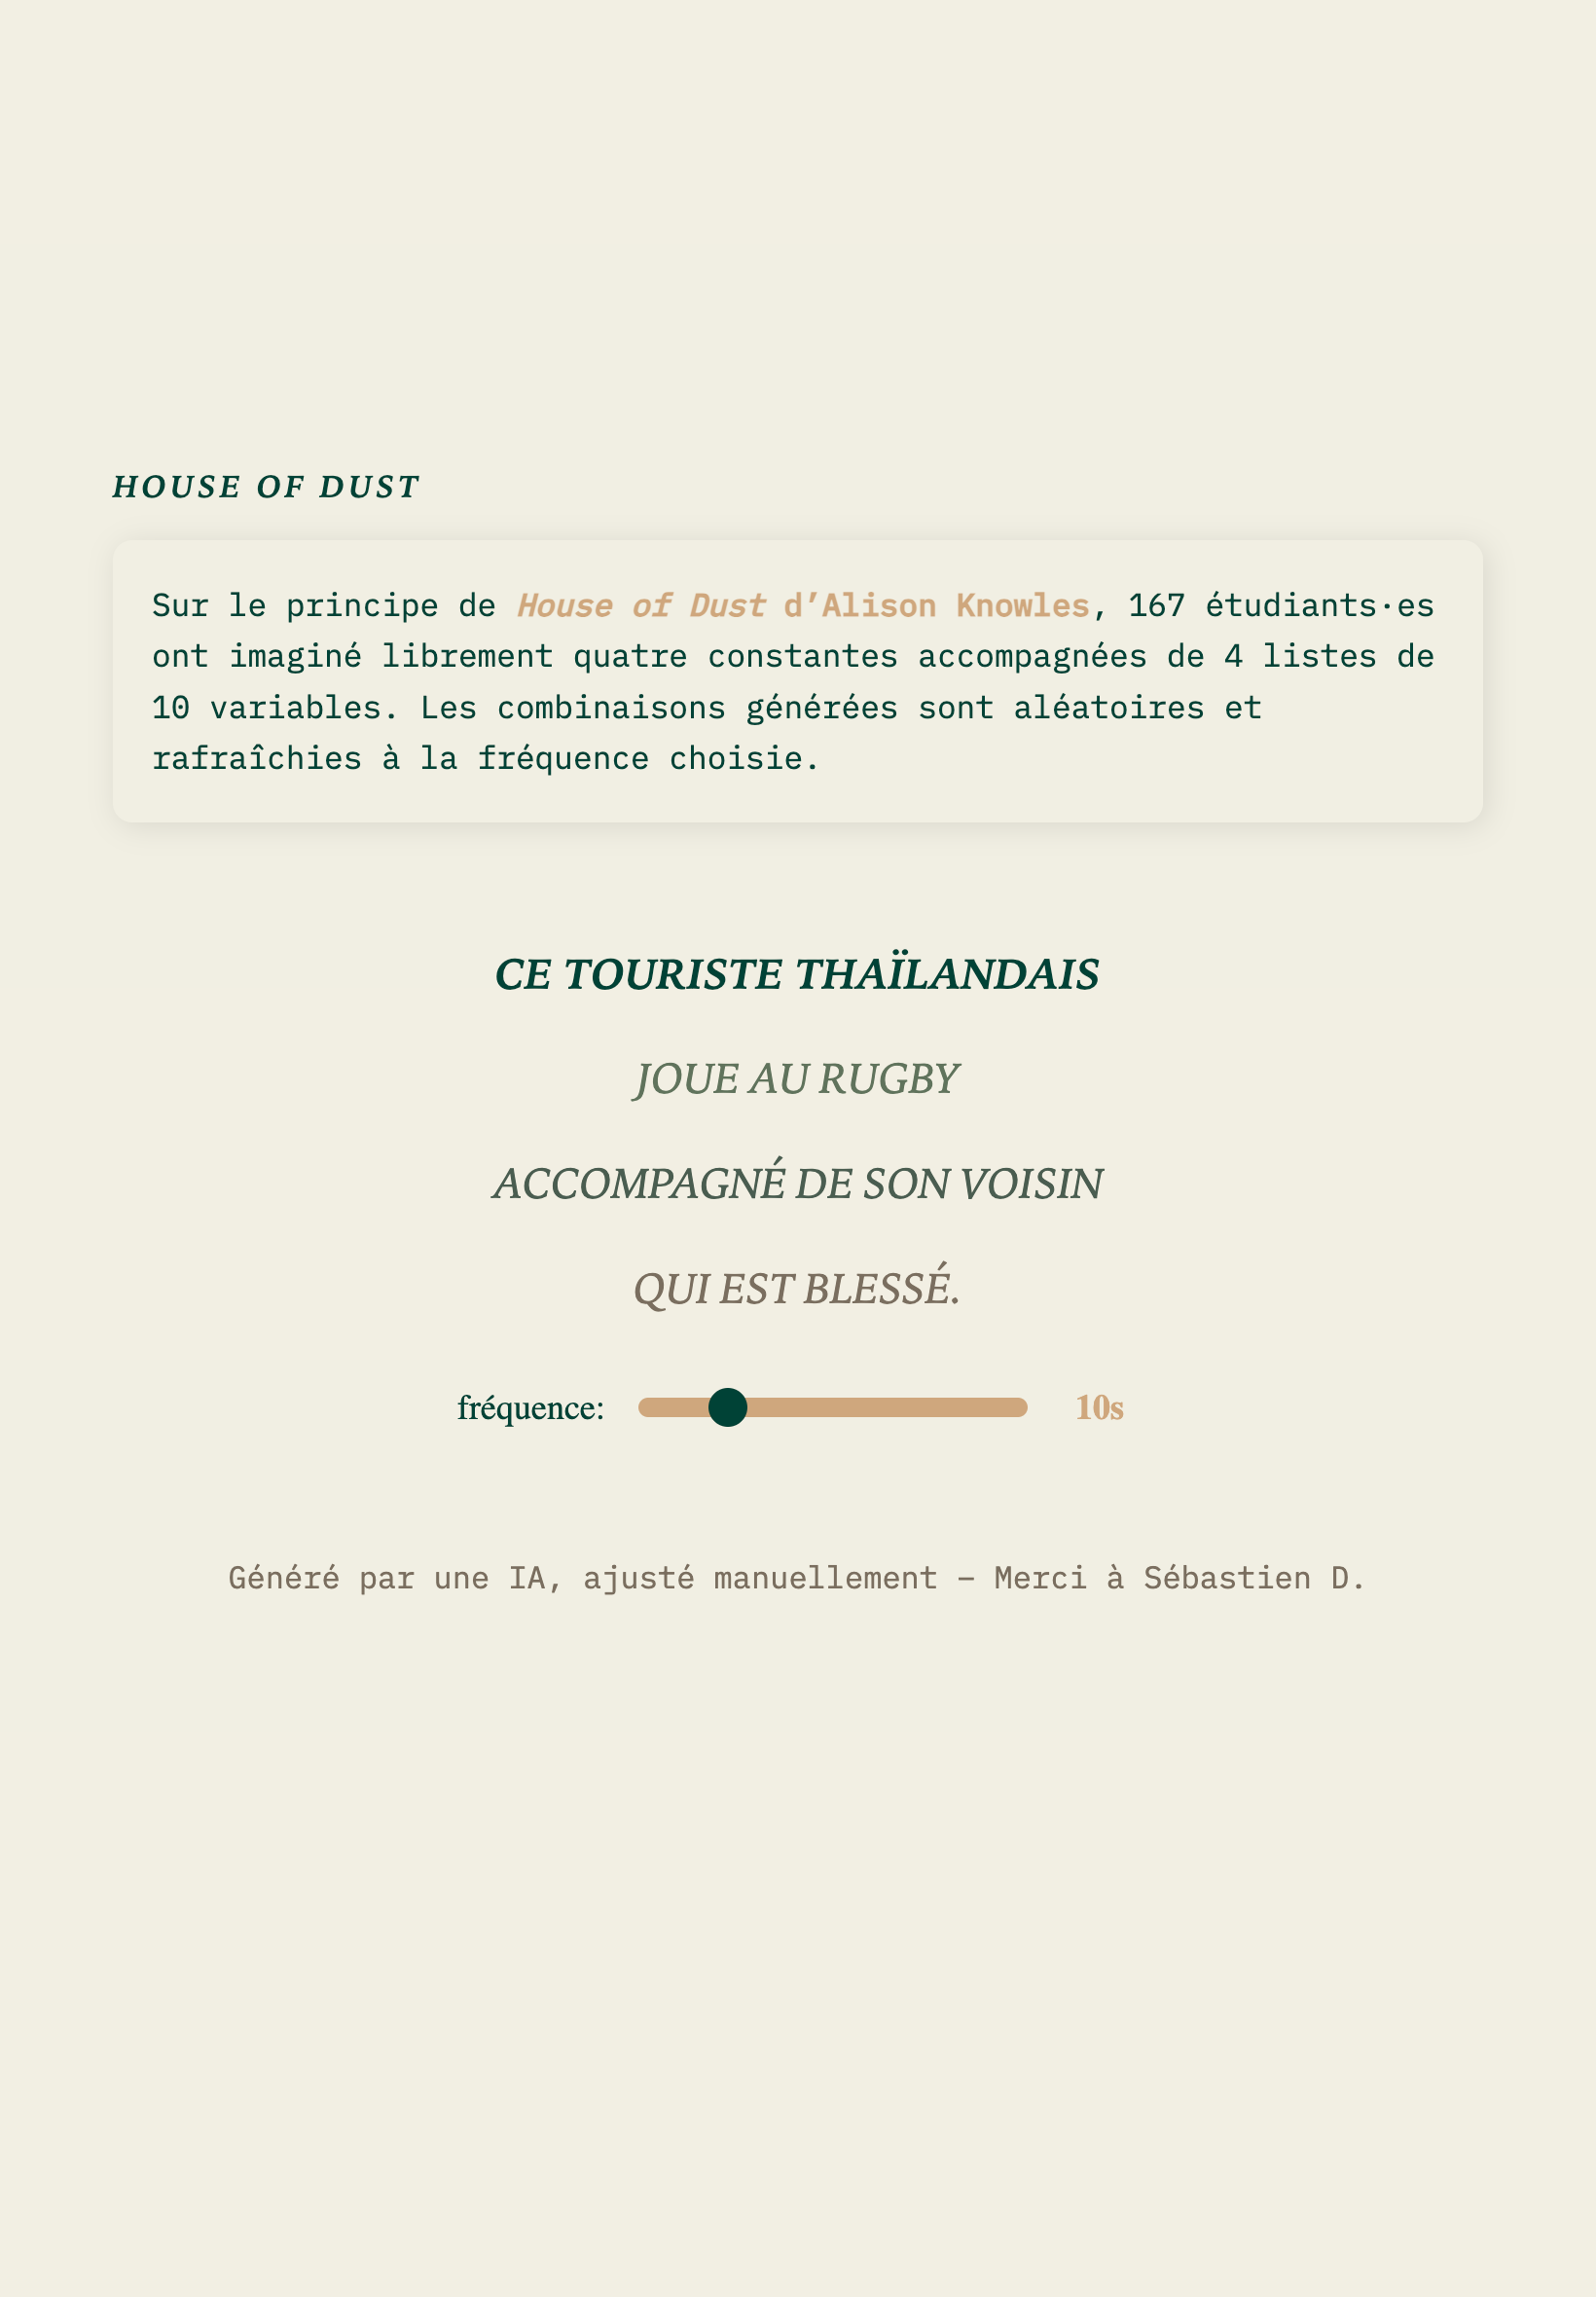 HOUSE OF DUST
Sur le principe de House of Dust d’Alison Knowles, 167 étudiants·es
ont imaginé librement quatre constantes accompagnées de 4 listes de
10 variables. Les combinaisons générées sont aléatoires et
rafraîchies à la fréquence choisie.
CE TOURISTE THAÏLANDAIS
JOUE AU RUGBY
ACCOMPAGNÉ DE SON VOISIN
QUI EST BLESSÉ.
fréquence: 10s
Généré par une IA, ajusté manuellement – Merci à Sébastien D.